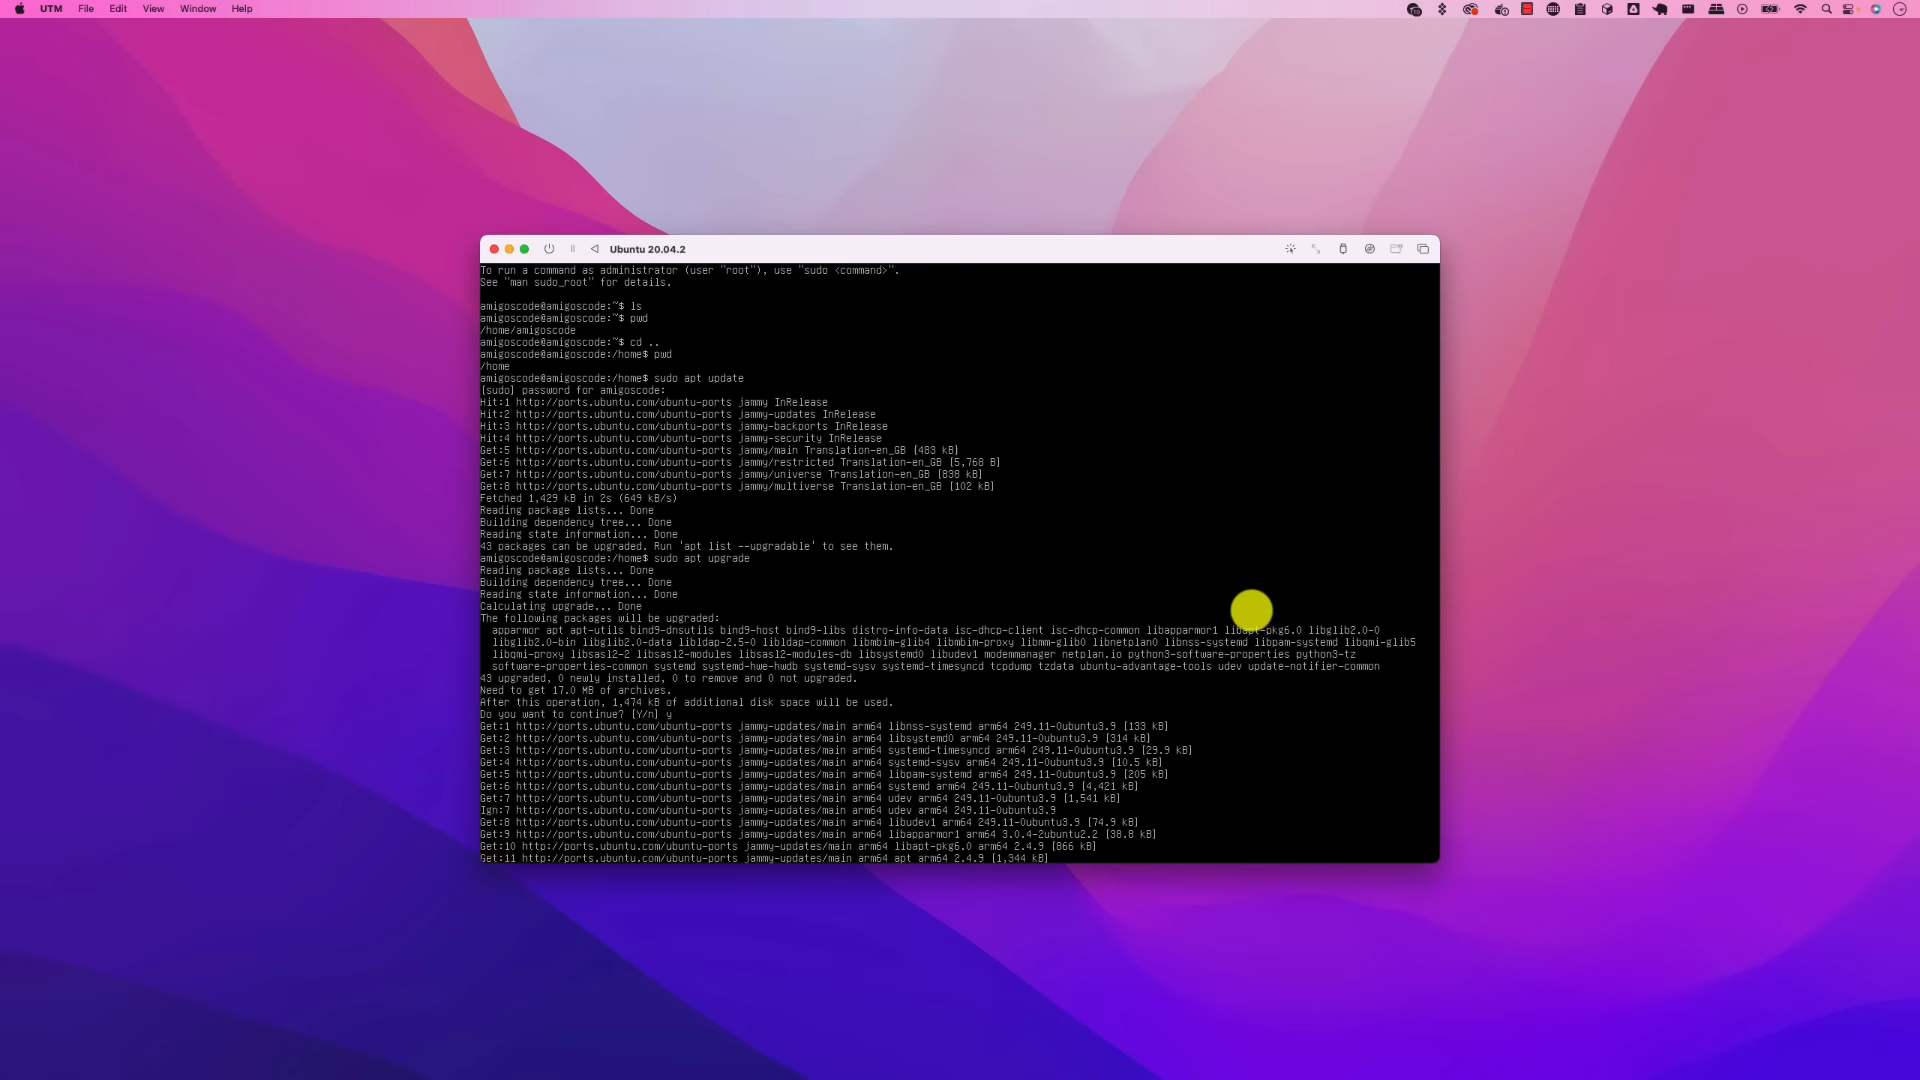 UTM File Edit View Window Help
Ubuntu 20.04.2
To run a command as administrator (user "root"), use "sudo <command>".
See "man sudo_root" for details.
amigoscode@amigoscode:~$ ls
amigoscode@amigoscode:~$ pwd
/home/amigoscode
amigoscode@amigoscode:~$ cd ..
amigoscode@amigoscode:/home$ pwd
/home
amigoscode@amigoscode:/home$ sudo apt update
[sudo] password for amigoscode:
Hit:1 http://ports.ubuntu.com/ubuntu-ports jammy InRelease
Hit:2 http://ports.ubuntu.com/ubuntu-ports jammy-updates InRelease
Hit:3 http://ports.ubuntu.com/ubuntu-ports jammy-backports InRelease
Hit:4 http://ports.ubuntu.com/ubuntu-ports jammy-security InRelease
Get:5 http://ports.ubuntu.com/ubuntu-ports jammy/main Translation-en_GB [483 kB]
Get:6 http://ports.ubuntu.com/ubuntu-ports jammy/restricted Translation-en_GB [5,768 B]
Get:7 http://ports.ubuntu.com/ubuntu-ports jammy/universe Translation-en_GB [838 kB]
Get:8 http://ports.ubuntu.com/ubuntu-ports jammy/multiverse Translation-en_GB [102 kB]
Fetched 1,429 kB in 2s (649 kB/s)
Reading package lists... Done
Building dependency tree... Done
Reading state information... Done
43 packages can be upgraded. Run 'apt list --upgradable' to see them.
amigoscode@amigoscode:/home$ sudo apt upgrade
Reading package lists... Done
Building dependency tree... Done
Reading state information... Done
Calculating upgrade... Done
The following packages will be upgraded:
apparmor apt apt-utils bind9-dnsutils bind9-host bind9-libs distro-info-data isc-dhcp-client isc-dhcp-common libapparmor1 libapt-pkg6.0 libglib2.0-0
libglib2.0-bin libglib2.0-data libldap-2.5-0 libldap-common libmbim-glib4 libmbim-proxy libmm-glib0 libnetplan0 libnss-systemd libpam-systemd libqmi-glib5
libqmi-proxy libsasl2-2 libsasl2-modules libsasl2-modules-db libsystemd0 libudev1 modemmanager netplan.io python3-software-properties python3-tz
software-properties-common systemd systemd-hwe-hwdb systemd-sysv systemd-timesyncd tcpdump tzdata ubuntu-advantage-tools udev update-notifier-common
43 upgraded, 0 newly installed, 0 to remove and 0 not upgraded.
Need to get 17.0 MB of archives.
After this operation, 1,474 kB of additional disk space will be used.
Do you want to continue? [Y/n] y
Get:1 http://ports.ubuntu.com/ubuntu-ports jammy-updates/main arm64 libnss-systemd arm64 249.11-0ubuntu3.9 [133 kB]
Get:2 http://ports.ubuntu.com/ubuntu-ports jammy-updates/main arm64 libsystemd0 arm64 249.11-0ubuntu3.9 [314 kB]
Get:3 http://ports.ubuntu.com/ubuntu-ports jammy-updates/main arm64 systemd-timesyncd arm64 249.11-0ubuntu3.9 [29.9 kB]
Get:4 http://ports.ubuntu.com/ubuntu-ports jammy-updates/main arm64 systemd-sysv arm64 249.11-0ubuntu3.9 [10.5 kB]
Get:5 http://ports.ubuntu.com/ubuntu-ports jammy-updates/main arm64 libpam-systemd arm64 249.11-0ubuntu3.9 [205 kB]
Get:6 http://ports.ubuntu.com/ubuntu-ports jammy-updates/main arm64 systemd arm64 249.11-0ubuntu3.9 [4,421 kB]
Get:7 http://ports.ubuntu.com/ubuntu-ports jammy-updates/main arm64 udev arm64 249.11-0ubuntu3.9 [1,541 kB]
Ign:7 http://ports.ubuntu.com/ubuntu-ports jammy-updates/main arm64 udev arm64 249.11-0ubuntu3.9
Get:8 http://ports.ubuntu.com/ubuntu-ports jammy-updates/main arm64 libudev1 arm64 249.11-0ubuntu3.9 [74.9 kB]
Get:9 http://ports.ubuntu.com/ubuntu-ports jammy-updates/main arm64 libapparmor1 arm64 3.0.4-2ubuntu2.2 [38.8 kB]
Get:10 http://ports.ubuntu.com/ubuntu-ports jammy-updates/main arm64 libapt-pkg6.0 arm64 2.4.9 [866 kB]
Get:11 http://ports.ubuntu.com/ubuntu-ports jammy-updates/main arm64 apt arm64 2.4.9 [1,344 kB]